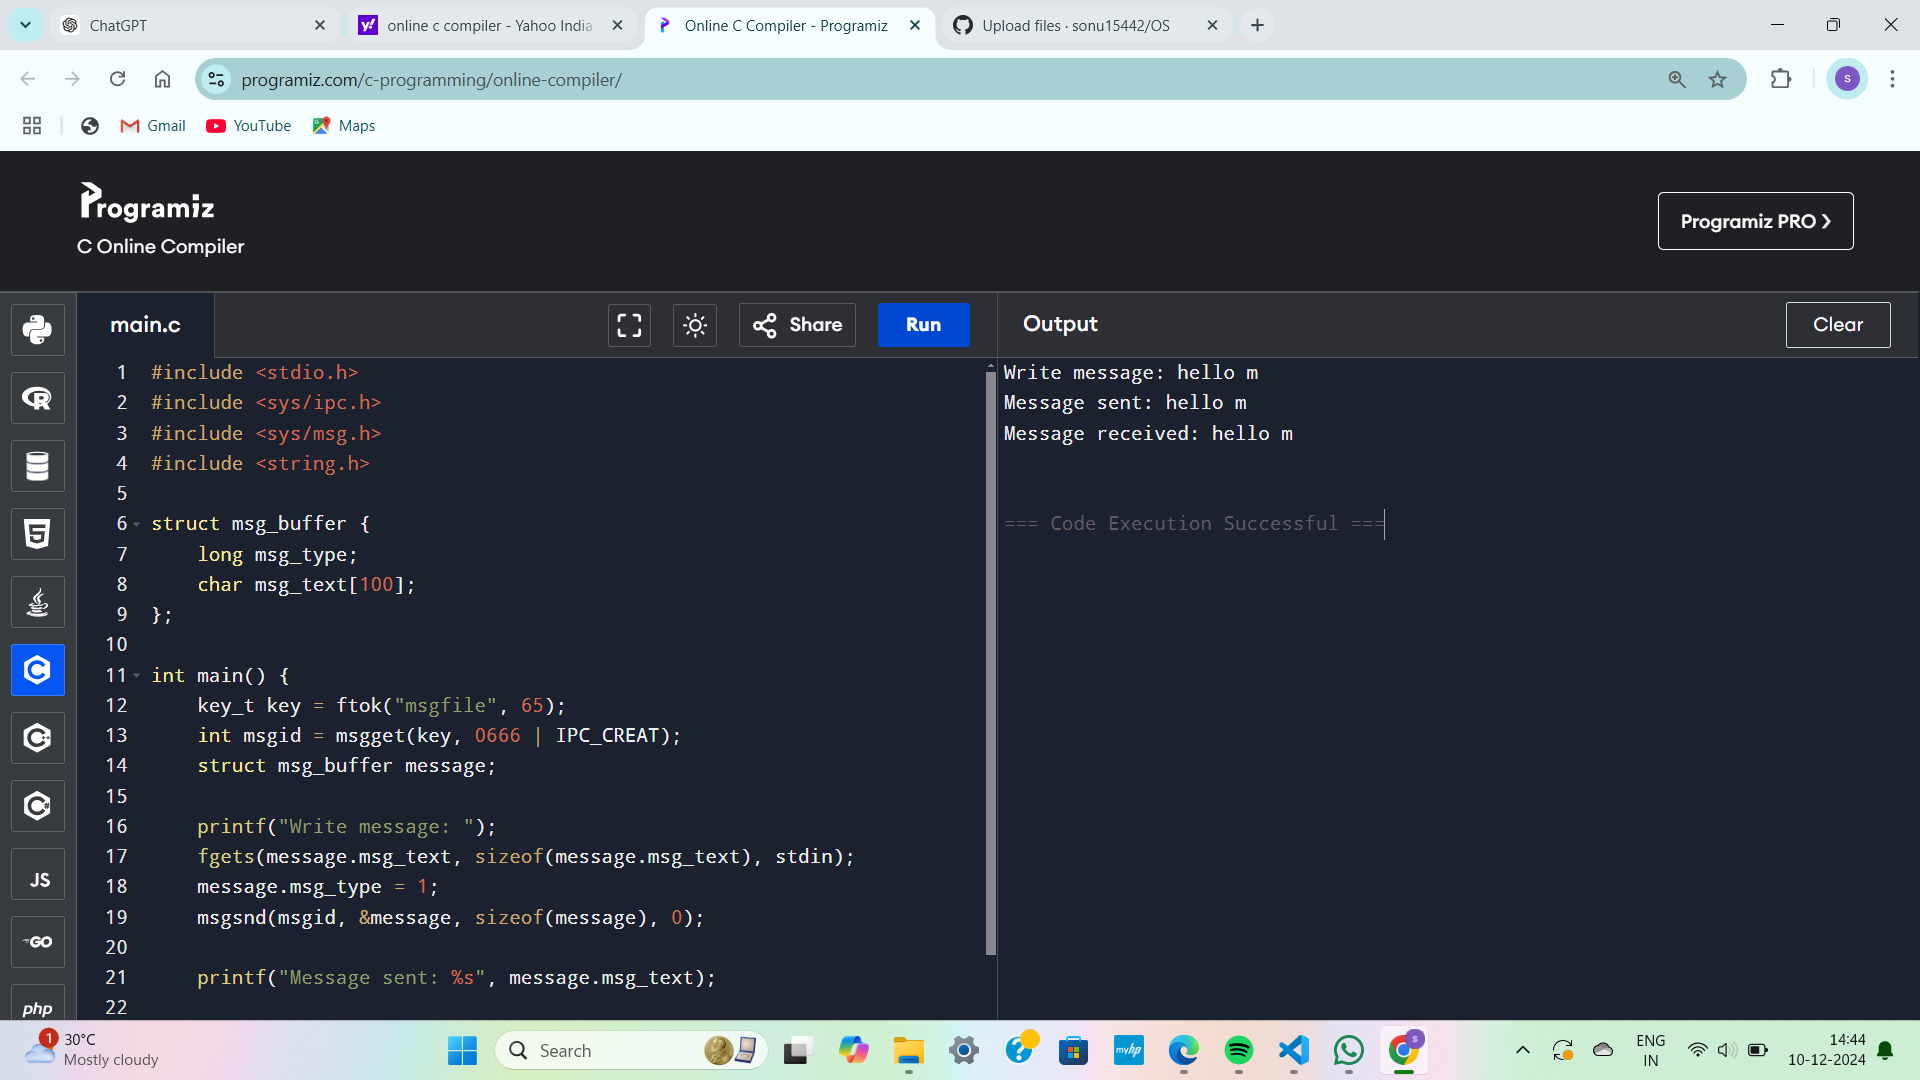 ChatGPT
online c compiler - Yahoo India
Online C Compiler - Programiz
Upload files · sonu15442/OS
programiz.com/c-programming/online-compiler/
S
Gmail
YouTube
Maps
Programiz
C Online Compiler
Programiz PRO ❯
main.c
Share
Run
Output
Clear
1 #include <stdio.h>
2 #include <sys/ipc.h>
3 #include <sys/msg.h>
4 #include <string.h>
5
6 struct msg_buffer {
7     long msg_type;
8     char msg_text[100];
9 };
10
11 int main() {
12     key_t key = ftok("msgfile", 65);
13     int msgid = msgget(key, 0666 | IPC_CREAT);
14     struct msg_buffer message;
15
16     printf("Write message: ");
17     fgets(message.msg_text, sizeof(message.msg_text), stdin);
18     message.msg_type = 1;
19     msgsnd(msgid, &message, sizeof(message), 0);
20
21     printf("Message sent: %s", message.msg_text);
22
Write message: hello m
Message sent: hello m
Message received: hello m
=== Code Execution Successful ===
R
5
C
C
C#
JS
GO
php
1
30°C
Mostly cloudy
Search
myhp
S
ENG
IN
14:44
10-12-2024